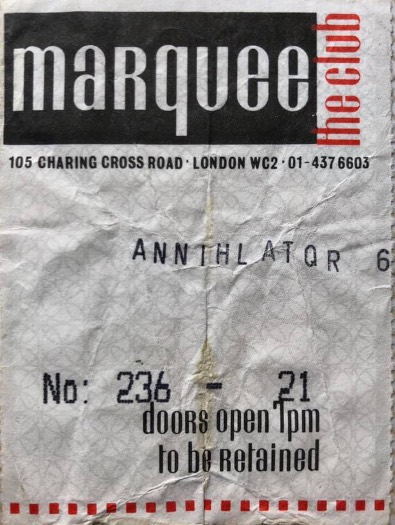 marquee the club
105 CHARING CROSS ROAD · LONDON WC2 · 01-437 6603
ANNIHLATOR 6
No: 236 - 21
doors open 7pm
to be retained